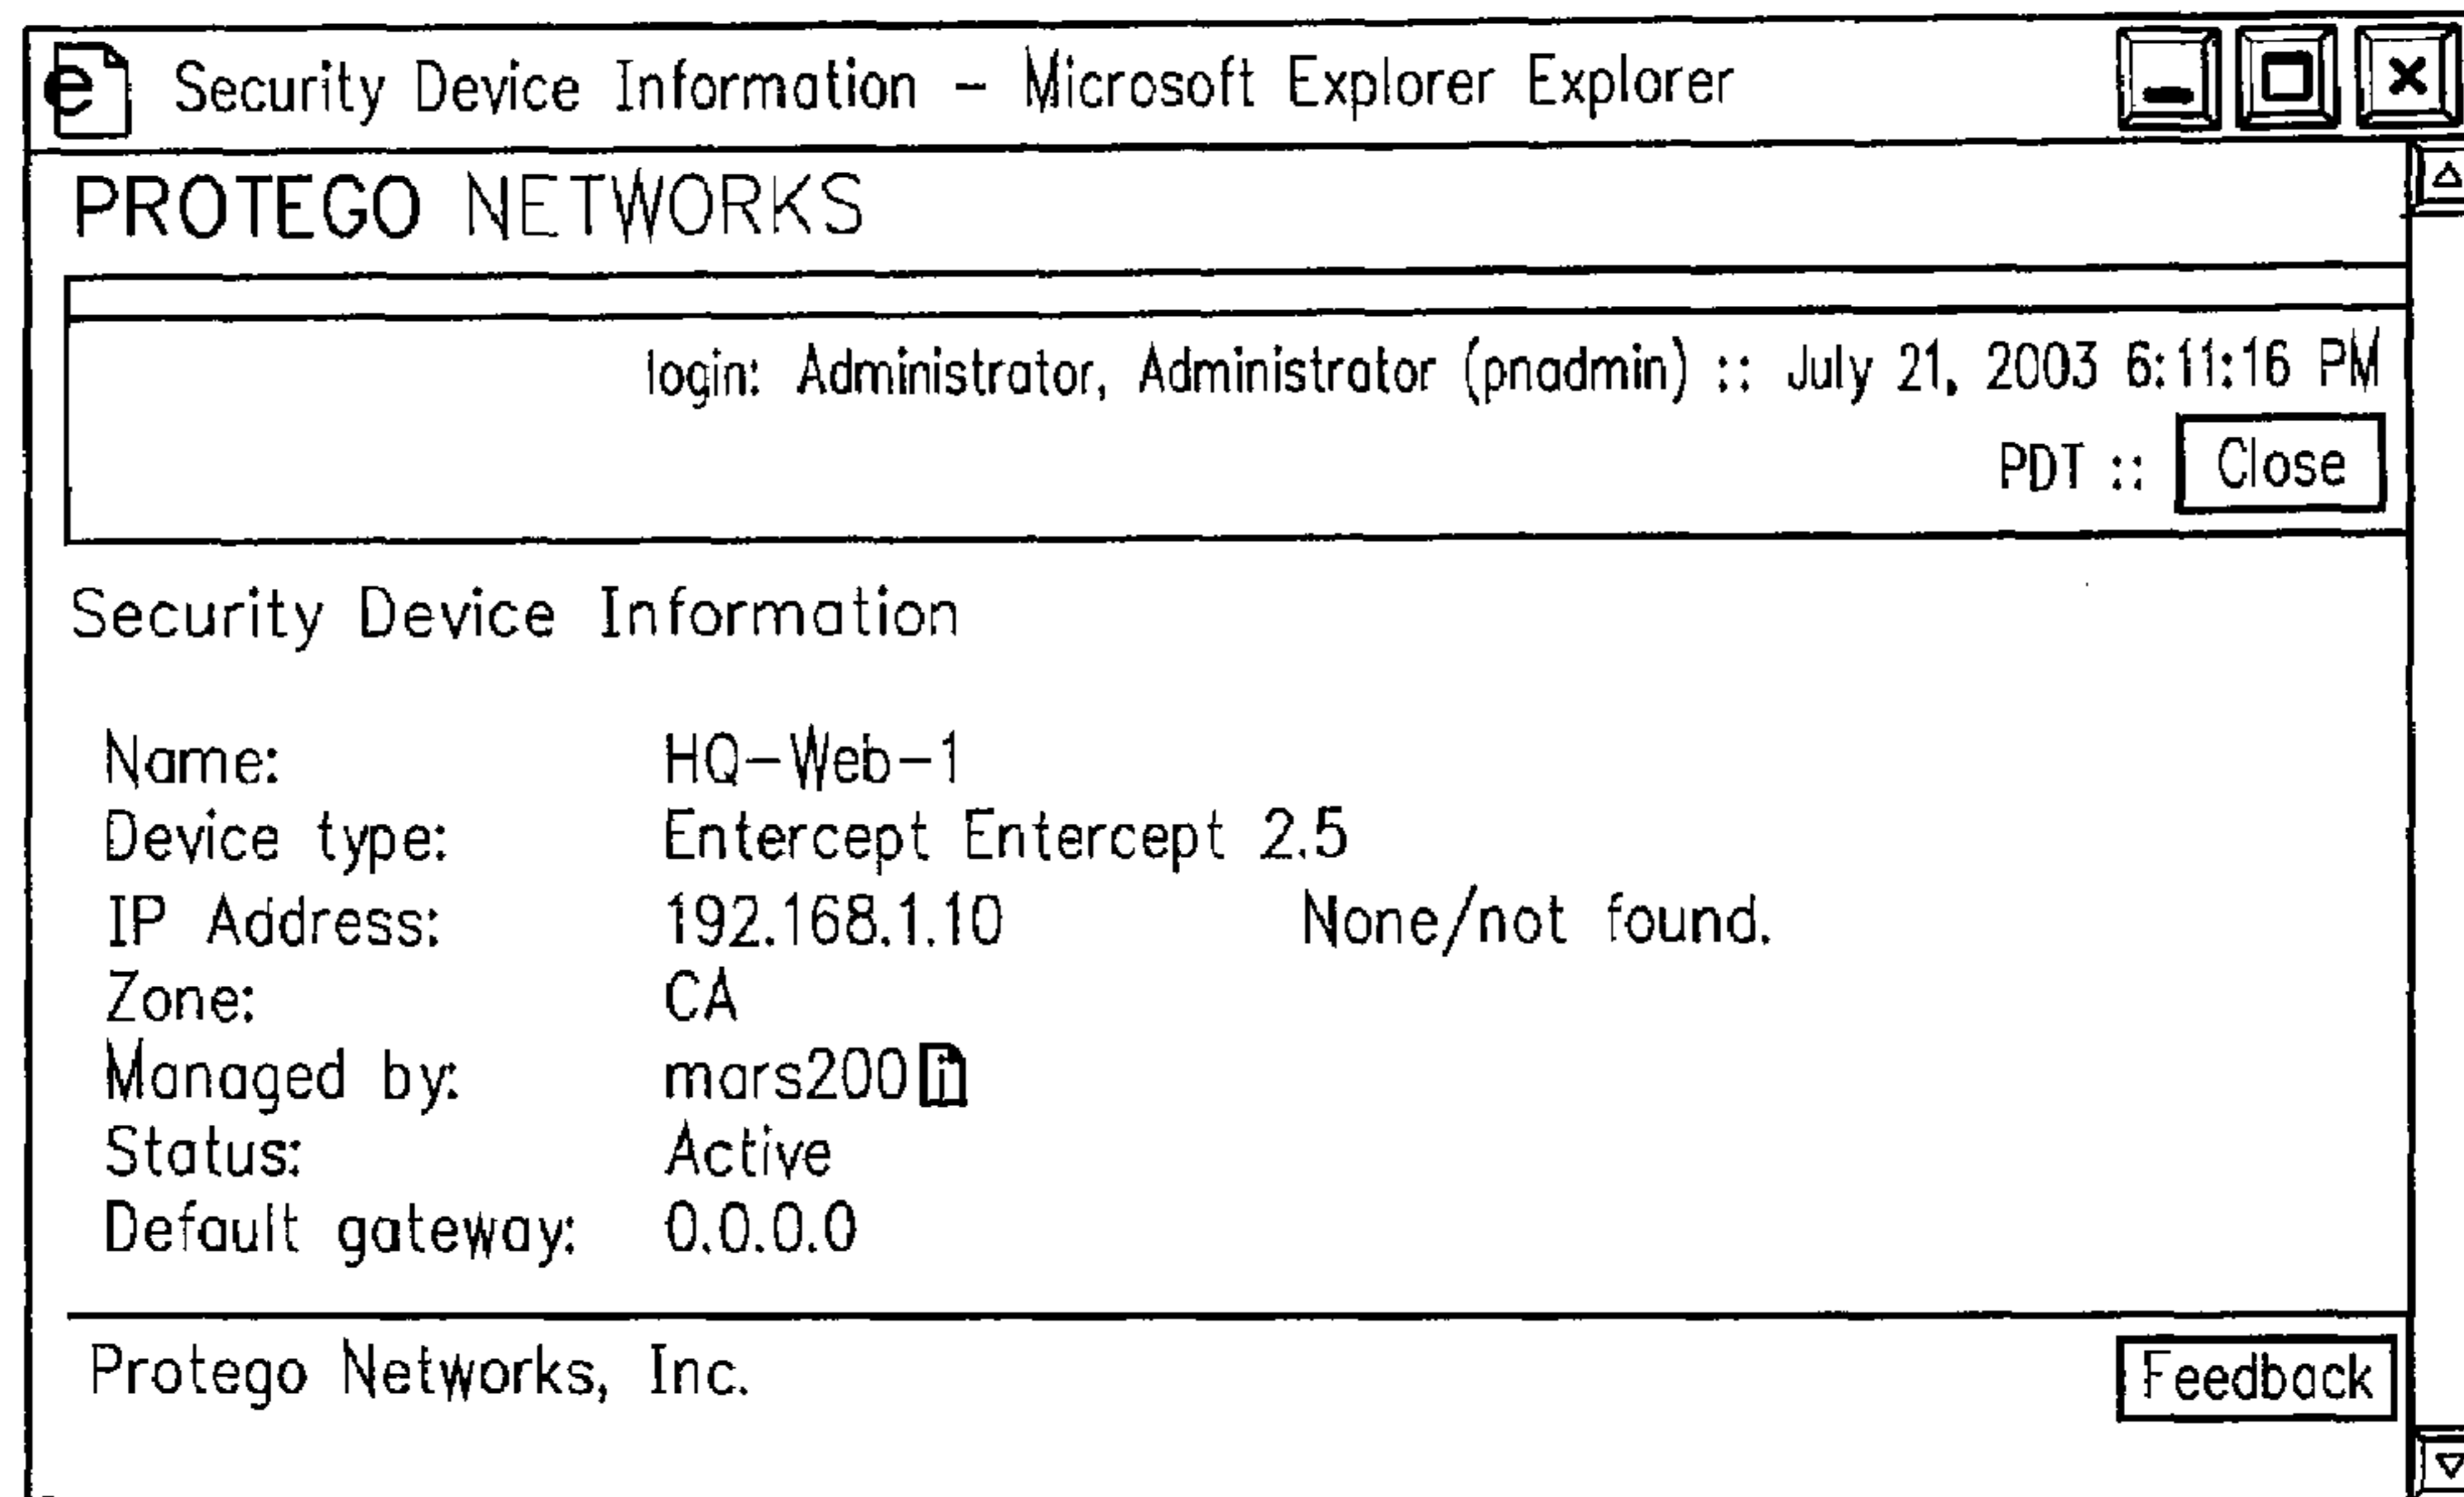 Security Device Information – Microsoft Explorer Explorer
PROTEGO NETWORKS
login: Administrator, Administrator (pnadmin) :: July 21, 2003 6:11:16 PM
PDT :: Close
Security Device Information
Name: HQ–Web–1
Device type: Entercept Entercept 2.5
IP Address: 192.168.1.10 None/not found.
Zone: CA
Managed by: mars200
Status: Active
Default gateway: 0.0.0.0
Protego Networks, Inc. Feedback